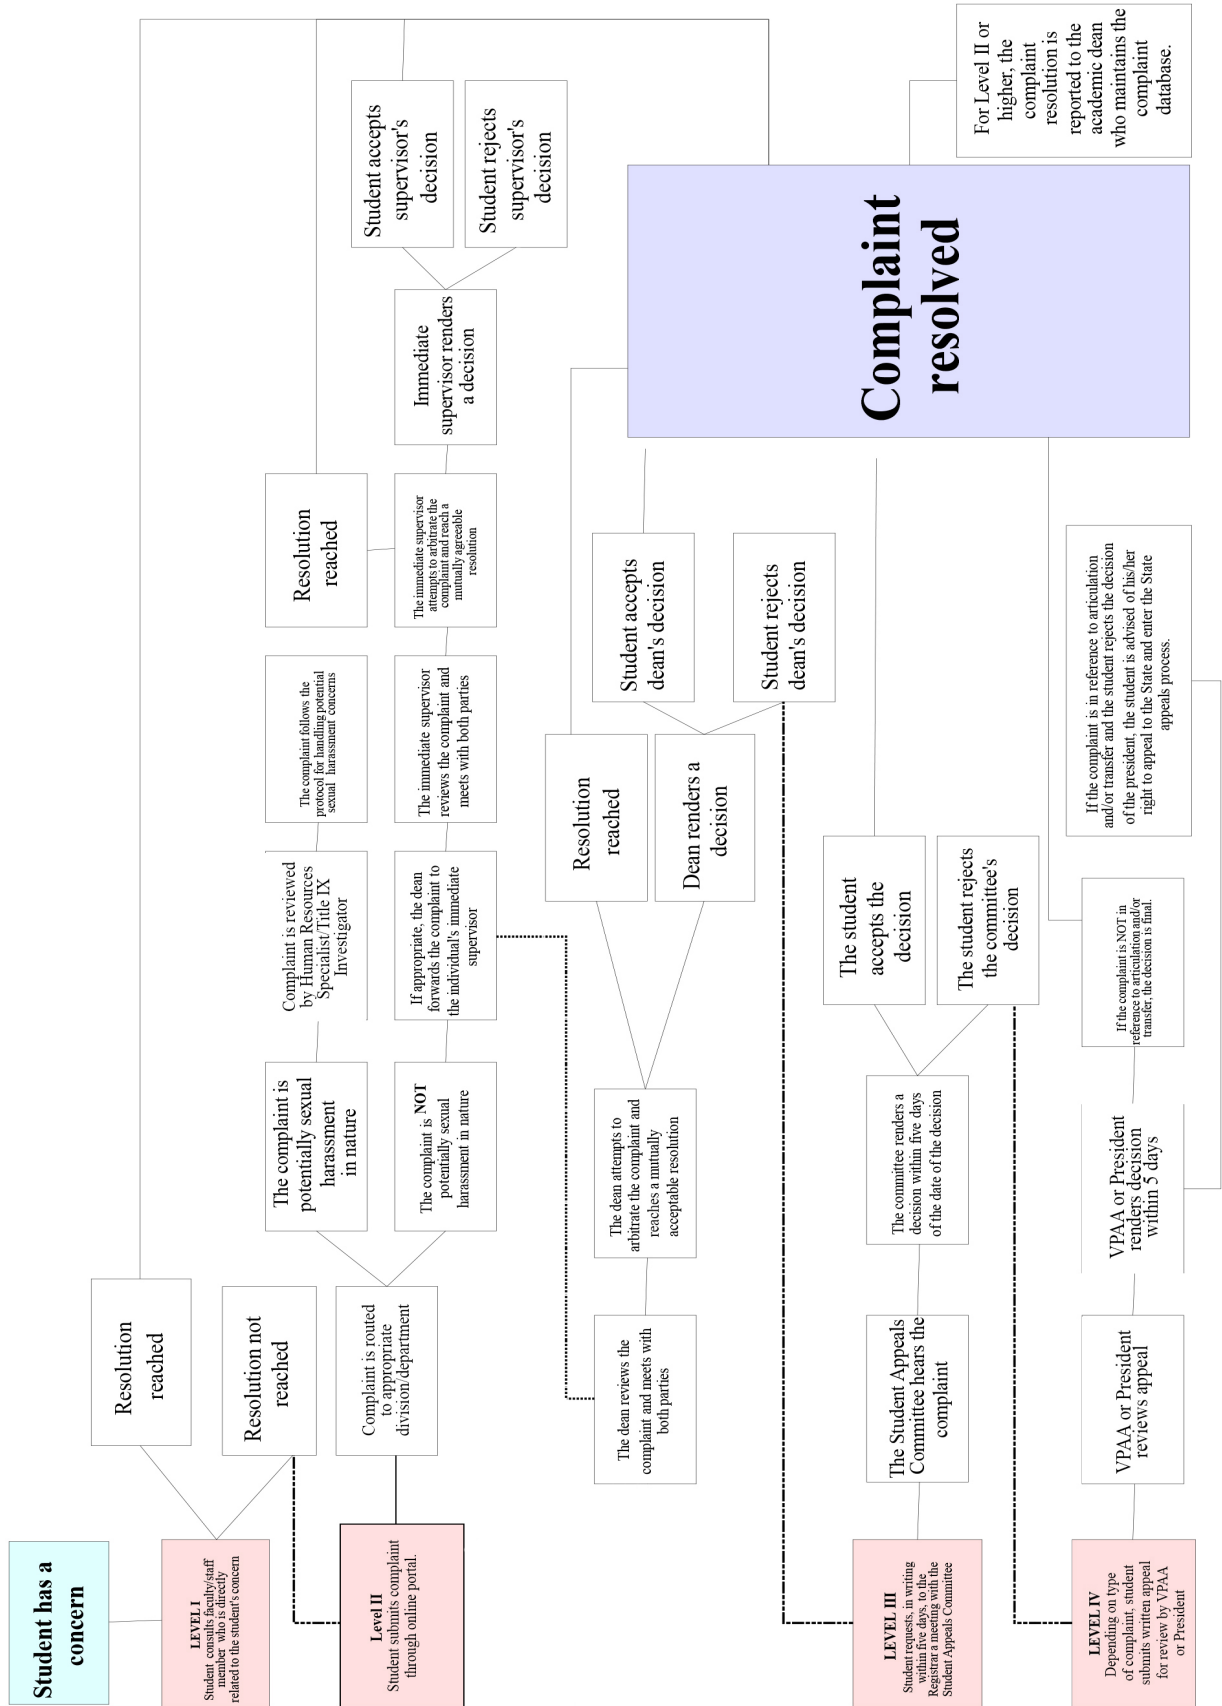 Student has a
concern
LEVEL I
Student consults faculty/staff
member who is directly
related to the student's concern
Resolution
reached
Resolution not
reached
Level II
Student submits complaint
through online portal.
Complaint is routed
to appropriate
division/department
The complaint is
potentially sexual
harassment
in nature
Complaint is reviewed
by Human Resources
Specialist/Title IX
Investigator
The complaint follows the
protocol for handling potential
sexual harassment concerns
Resolution
reached
The complaint is NOT
potentially sexual
harassment in nature
If appropriate, the dean
forwards the complaint to
the individual's immediate
supervisor
The immediate supervisor
reviews the complaint and
meets with both parties
The immediate supervisor
attempts to arbitrate the
complaint and reach a
mutually agreeable
resolution
Immediate
supervisor renders
a decision
Student accepts
supervisor's
decision
Student rejects
supervisor's
decision
The dean reviews the
complaint and meets with
both parties
The dean attempts to
arbitrate the complaint and
reaches a mutually
acceptable resolution
Resolution
reached
Dean renders a
decision
Student accepts
dean's decision
Student rejects
dean's decision
LEVEL III
Student requests, in writing
within five days, to the
Registrar a meeting with the
Student Appeals Committee
The Student Appeals
Committee hears the
complaint
The committee renders a
decision within five days
of the date of the decision
The student
accepts the
decision
The student rejects
the committee's
decision
LEVEL IV
Depending on type
of complaint, student
submits written appeal
for review by VPAA
or President
VPAA or President
reviews appeal
VPAA or President
renders decision
within 5 days
If the complaint is NOT in
reference to articulation and/or
transfer, the decision is final.
If the complaint is in reference to articulation
and/or transfer and the student rejects the decision
of the president, the student is advised of his/her
right to appeal to the State and enter the State
appeals process.
Complaint
resolved
For Level II or
higher, the
complaint
resolution is
reported to the
academic dean
who maintains the
complaint
database.